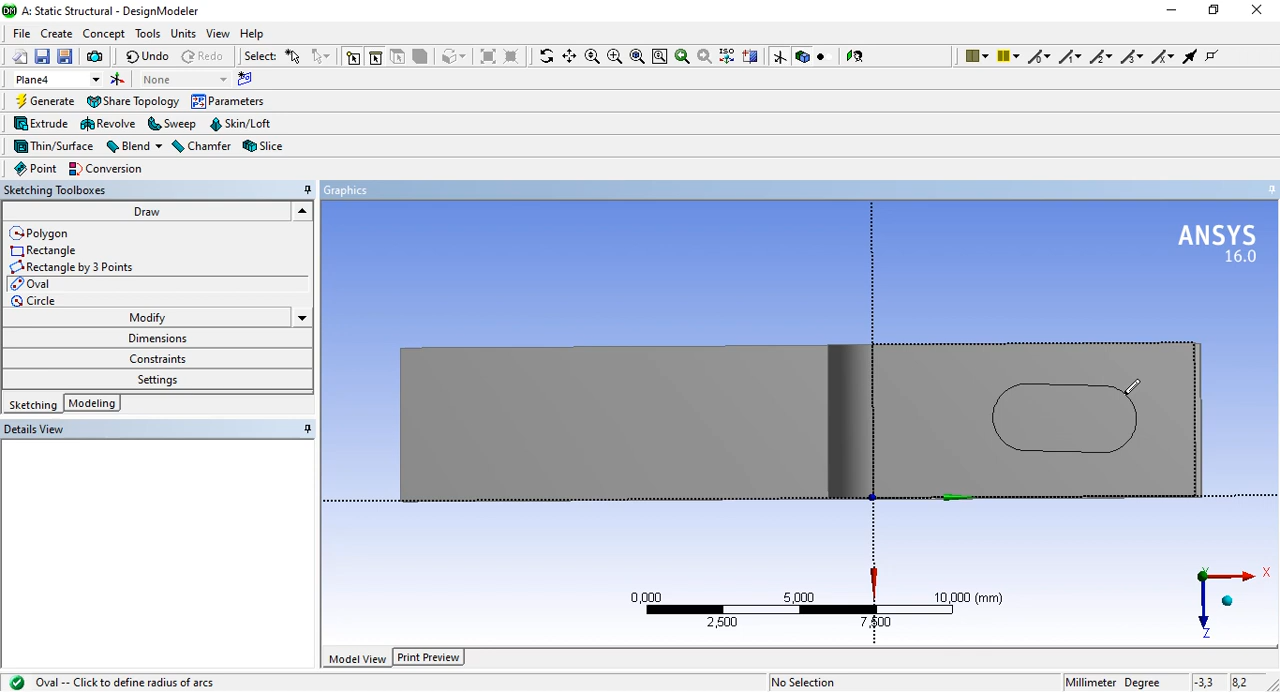 A: Static Structural - DesignModeler
File Create Concept Tools Units View Help
Undo Redo Select:
Plane4 None
Generate Share Topology Parameters
Extrude Revolve Sweep Skin/Loft
Thin/Surface Blend Chamfer Slice
Point Conversion
Sketching Toolboxes
Graphics
Draw
Polygon
Rectangle
Rectangle by 3 Points
Oval
Circle
Modify
Dimensions
Constraints
Settings
Sketching Modeling
Details View
ANSYS
16.0
0,000 5,000 10,000 (mm)
2,500 7,500
X
Y
Z
Model View Print Preview
Oval -- Click to define radius of arcs No Selection Millimeter Degree -3,3 8,2